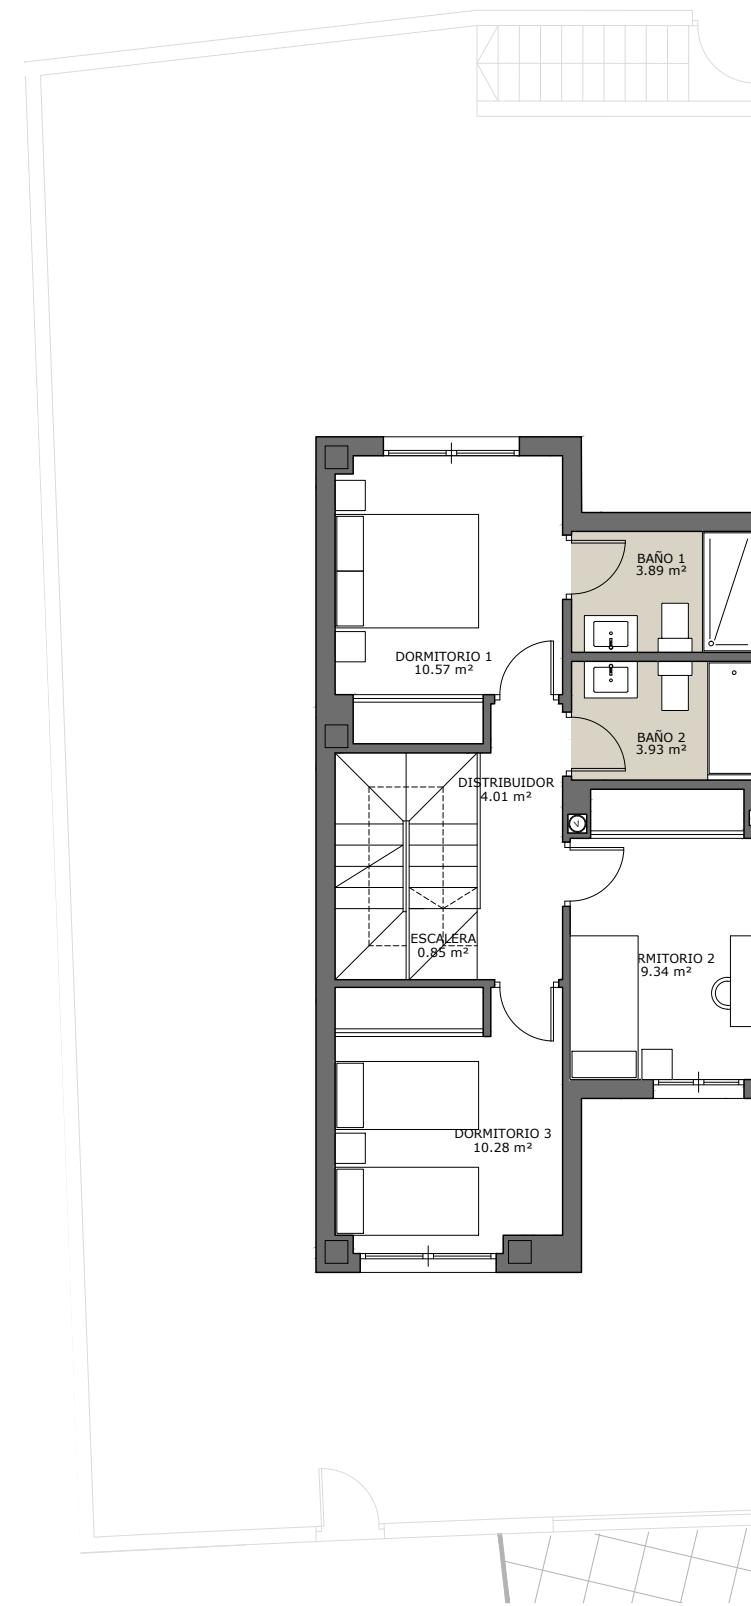 BAÑO 1
3.89 m²
DORMITORIO 1
10.57 m²
BAÑO 2
3.93 m²
DISTRIBUIDOR
4.01 m²
ESCALERA
0.85 m²
RMITORIO 2
9.34 m²
DORMITORIO 3
10.28 m²